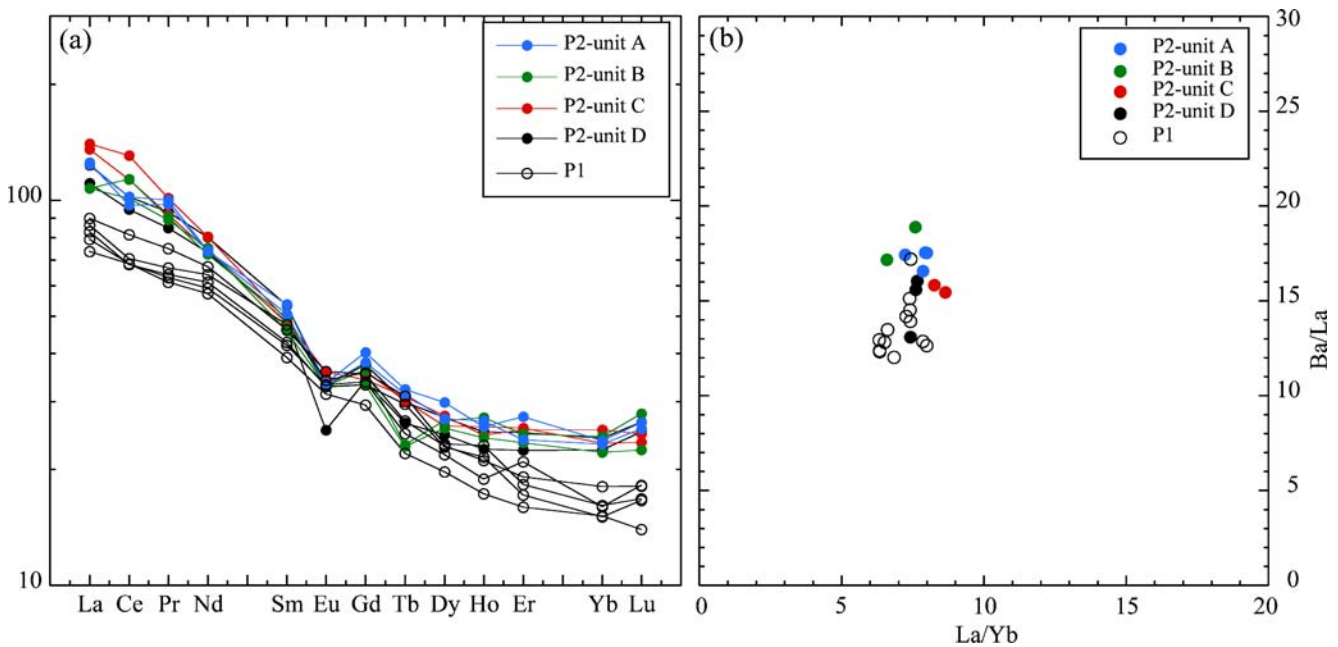 (a)
P2-unit A
P2-unit B
P2-unit C
P2-unit D
P1
100
10
La Ce Pr Nd Sm Eu Gd Tb Dy Ho Er Yb Lu
(b)
P2-unit A
P2-unit B
P2-unit C
P2-unit D
P1
30
25
20
15
10
5
0
Ba/La
0 5 10 15 20
La/Yb